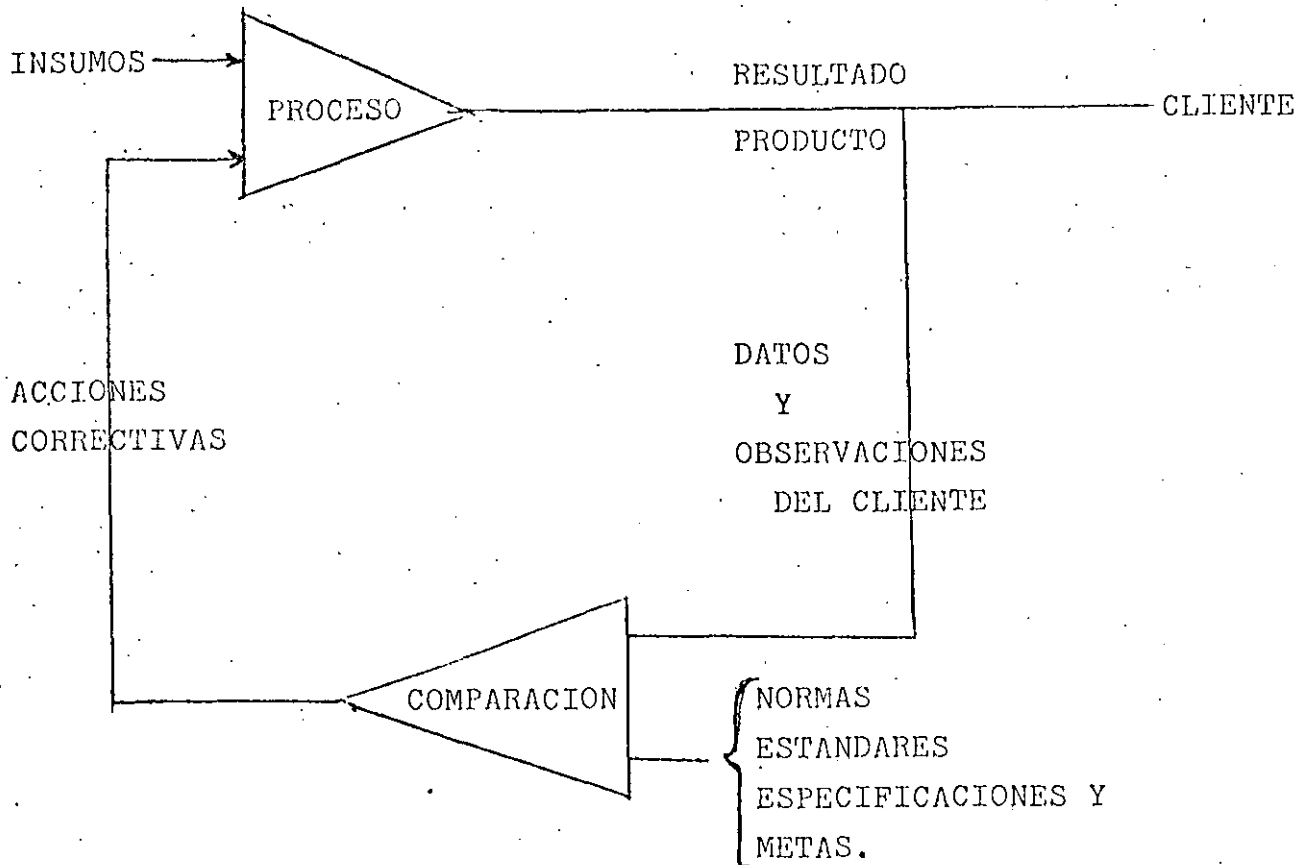 INSUMOS
PROCESO
RESULTADO
PRODUCTO
CLIENTE
DATOS
Y
OBSERVACIONES
DEL CLIENTE
ACCIONES
CORRECTIVAS
COMPARACION
NORMAS
ESTANDARES
ESPECIFICACIONES Y
METAS.